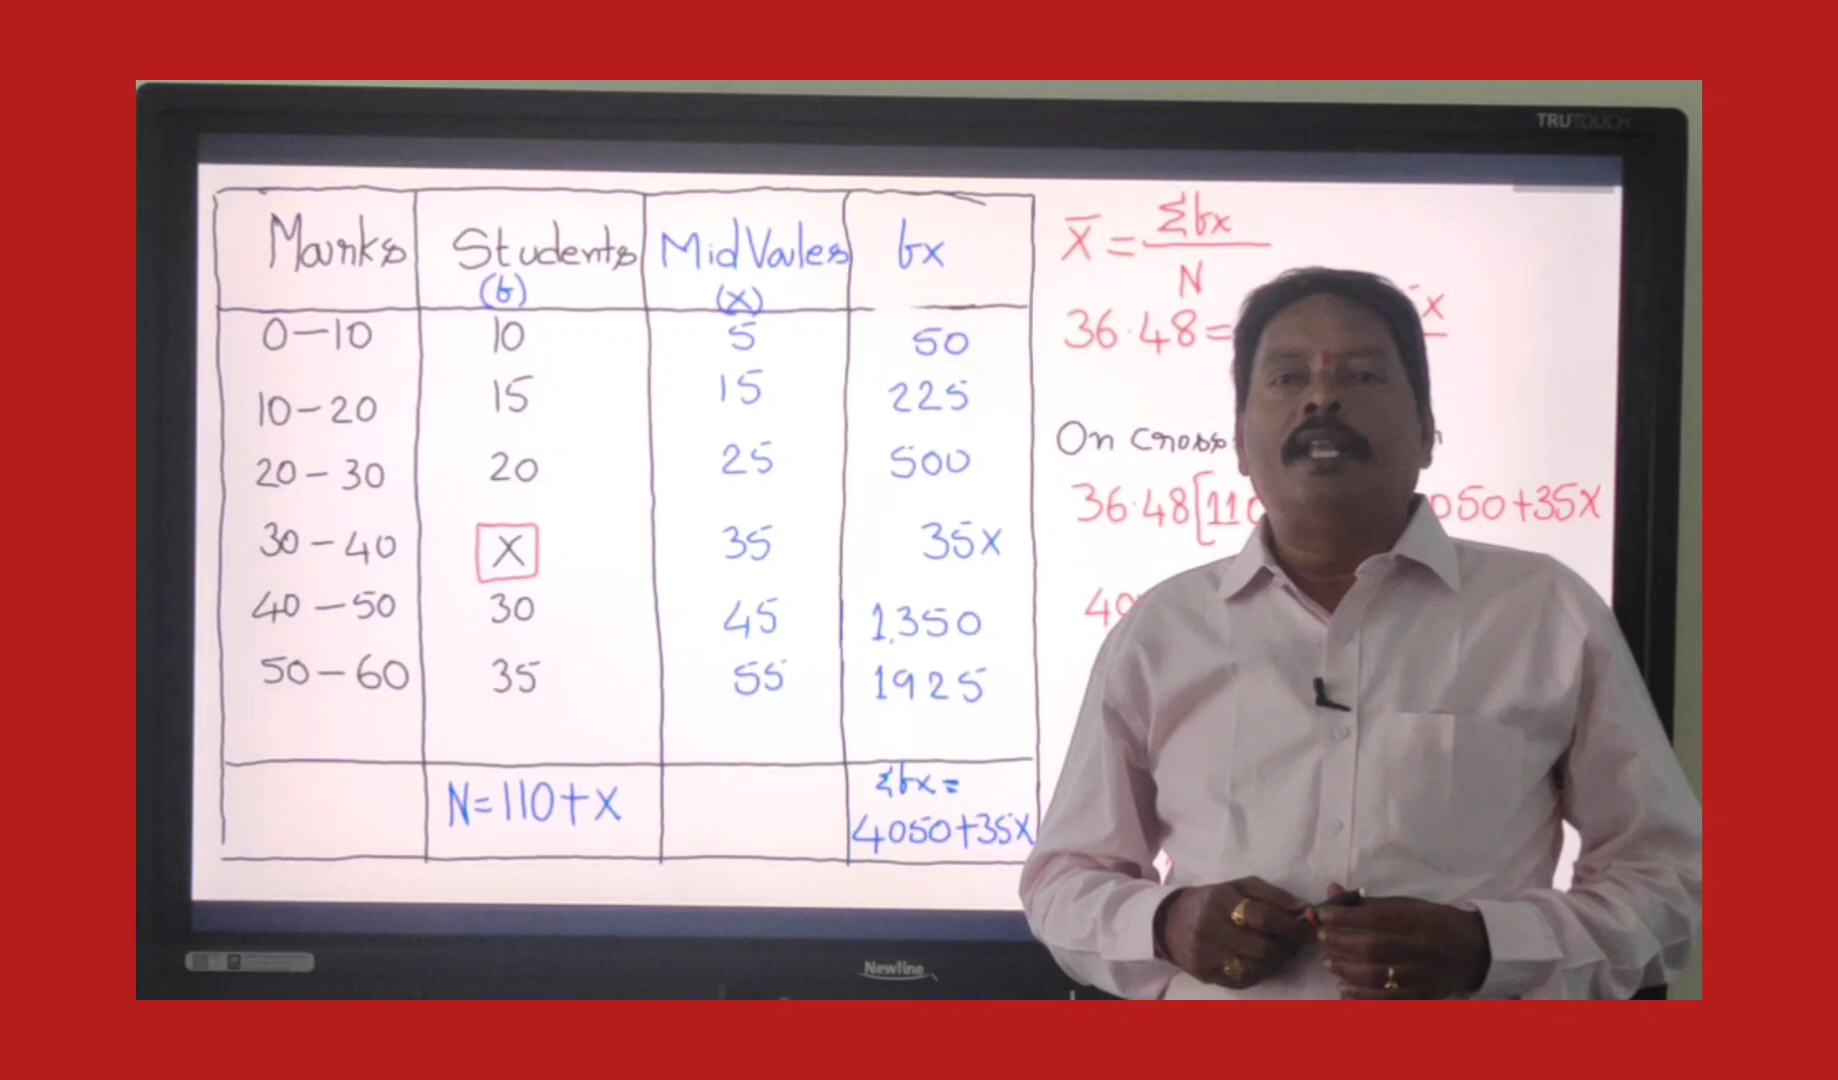 TRUTOUCH
Marks Students (f) Mid Vales (x) fx
0-10 10 5 50
10-20 15 15 225
20-30 20 25 500
30-40 X 35 35x
40-50 30 45 1,350
50-60 35 55 1925
N=110+X Σfx= 4050+35X
X̄ = Σfx
N
36.48= x
On cross
36.48[110 050+35X
40
Newline